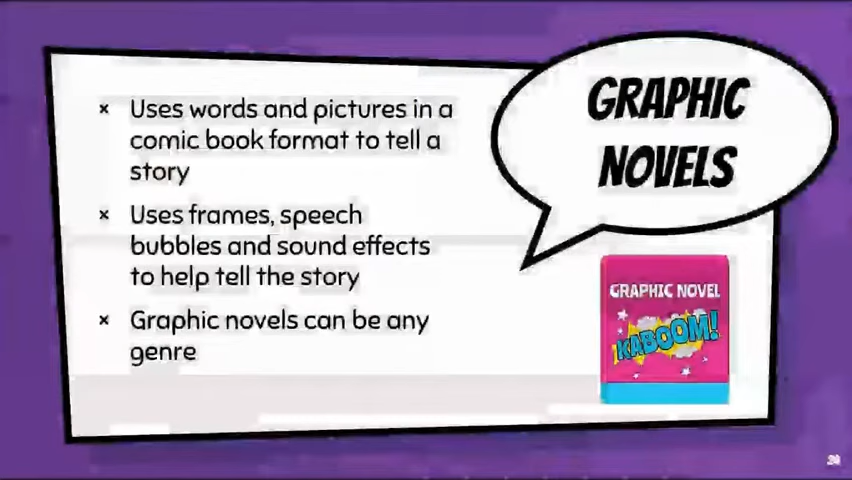 GRAPHIC
NOVELS
× Uses words and pictures in a
comic book format to tell a
story
× Uses frames, speech
bubbles and sound effects
to help tell the story
× Graphic novels can be any
genre
GRAPHIC NOVEL
KABOOM!